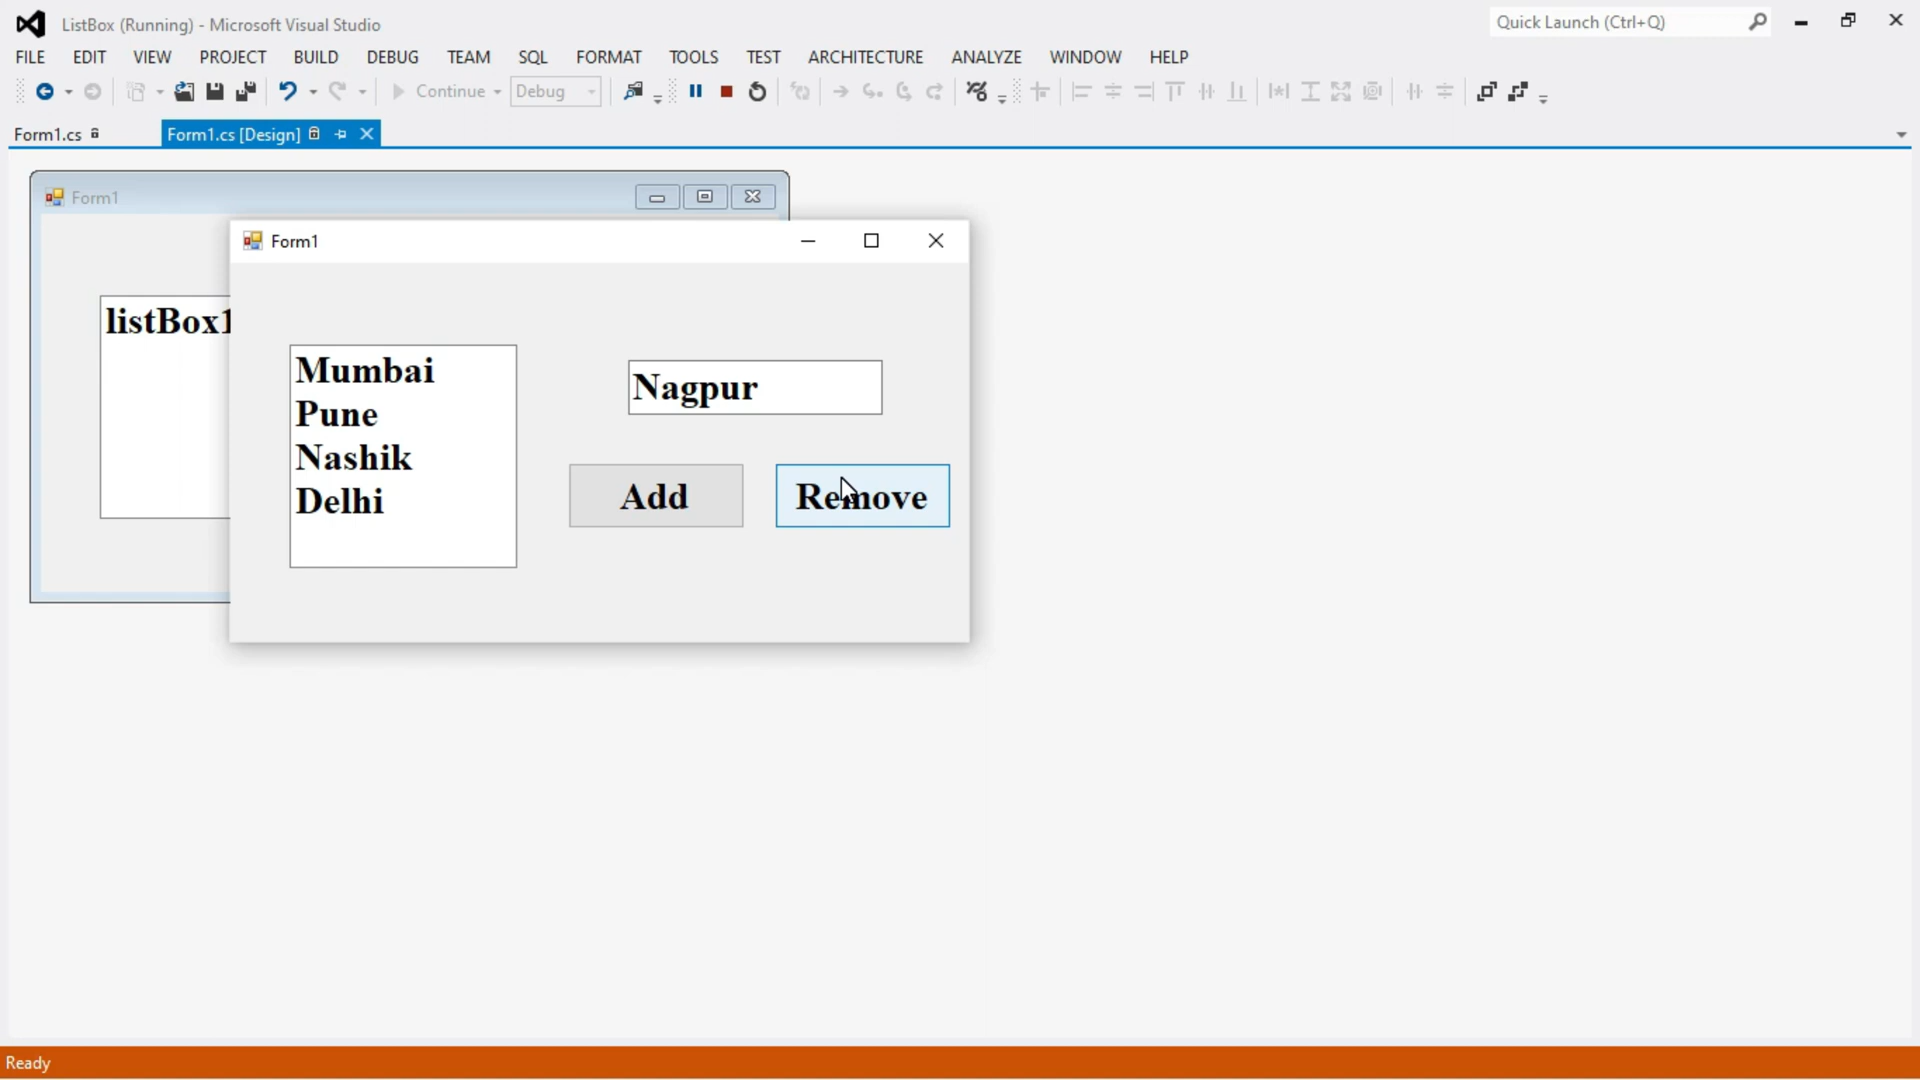 ListBox (Running) - Microsoft Visual Studio
Quick Launch (Ctrl+Q)
FILE EDIT VIEW PROJECT BUILD DEBUG TEAM SQL FORMAT TOOLS TEST ARCHITECTURE ANALYZE WINDOW HELP
Continue Debug
Form1.cs Form1.cs [Design]
Form1
Form1
listBox1
Mumbai
Pune
Nashik
Delhi
Nagpur
Add Remove
Ready